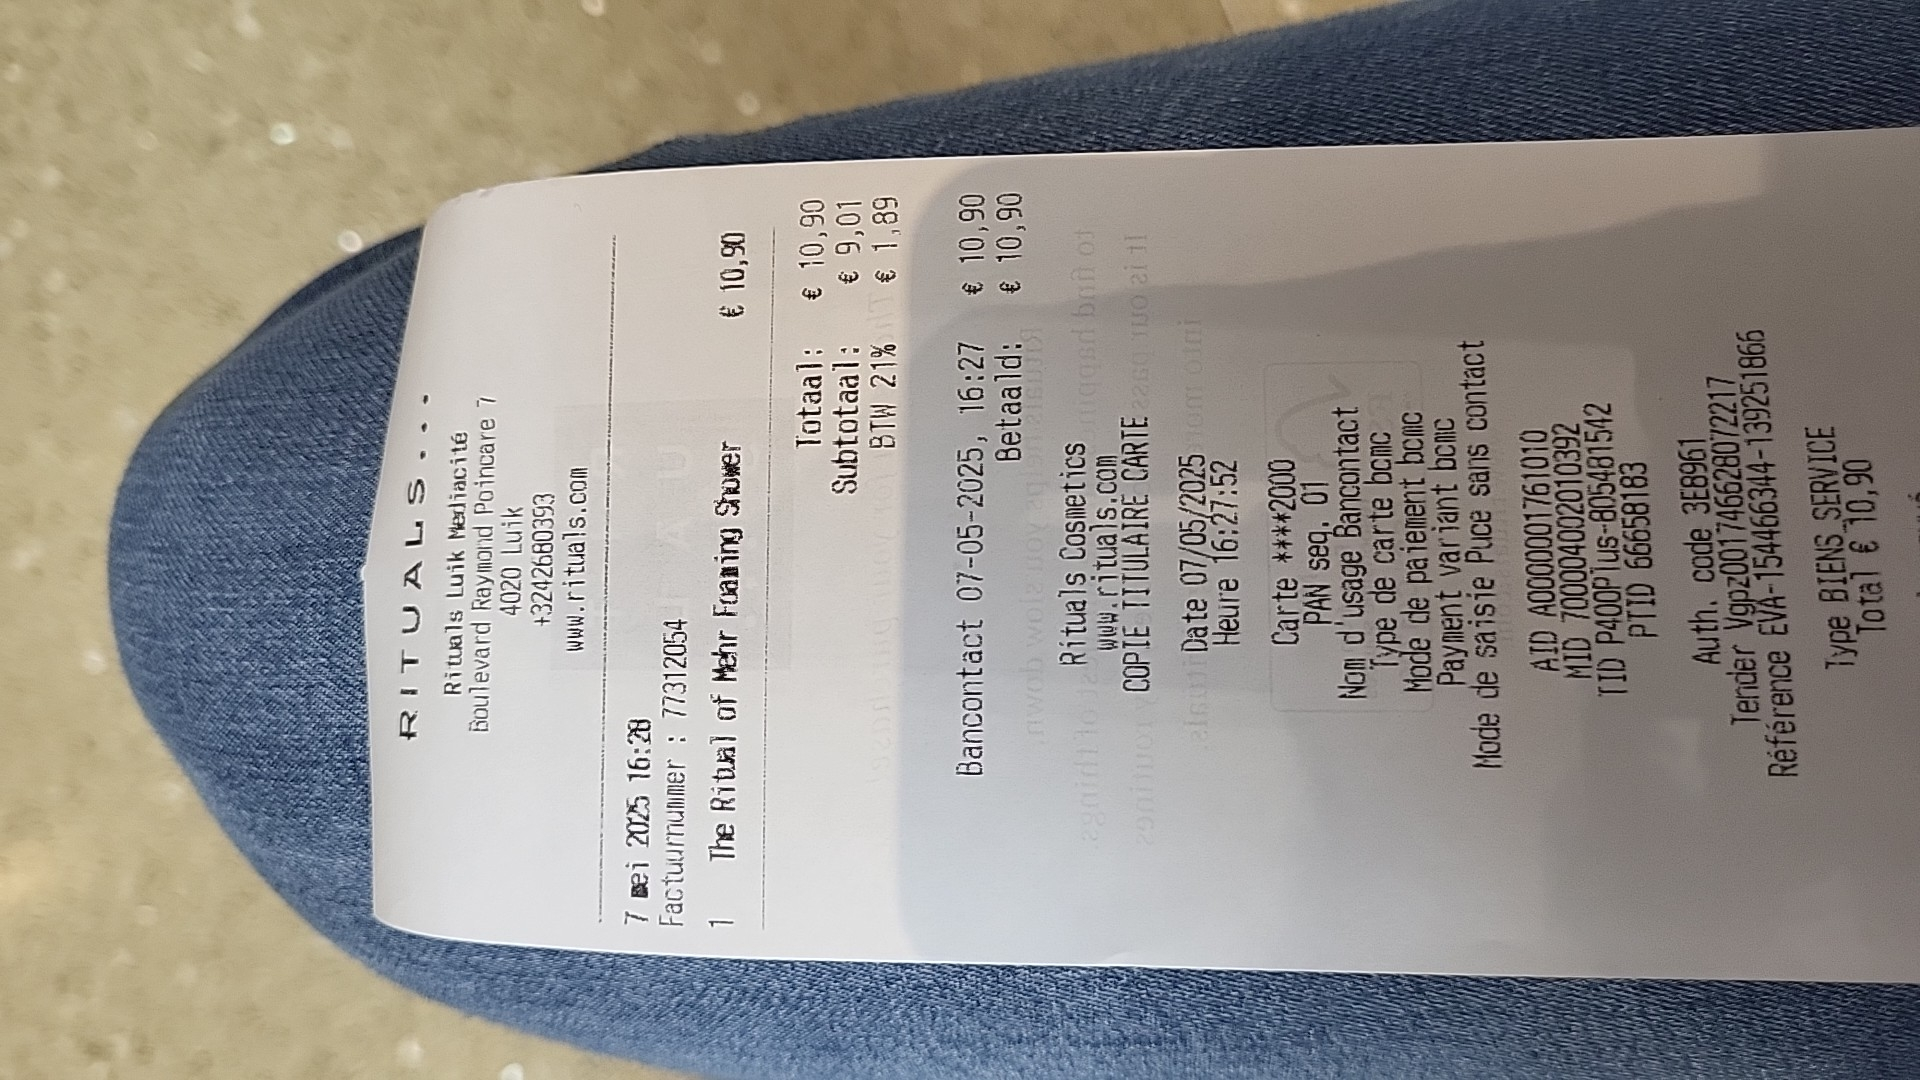 RITUALS...
Rituals Luik Mediacité
Boulevard Raymond Poincare 7
4020 Luik
+3242680393
www.rituals.com
7 mei 2025 16:28
Factuurnummer : 77312054
1 The Ritual of Mehr Foaming Shower € 10,90
Totaal: € 10,90
Subtotaal: € 9,01
BTW 21% € 1,89
Bancontact 07-05-2025, 16:27 € 10,90
Betaald: € 10,90
Rituals Cosmetics
www.rituals.com
COPIE TITULAIRE CARTE
Date 07/05/2025
Heure 16:27:52
Carte ****2000
PAN seq. 01
Nom d'usage Bancontact
Type de carte bcmc
Mode de paiement bcmc
Payment variant bcmc
Mode de saisie Puce sans contact
AID A0000001761010
MID 700004002010392
TID P400Plus-805481542
PTID 66658183
Auth. code 3E8961
Tender Vgpz001746628072217
Référence EVA-154466344-1392518​66
Type BIENS_SERVICE
Total € 10,90